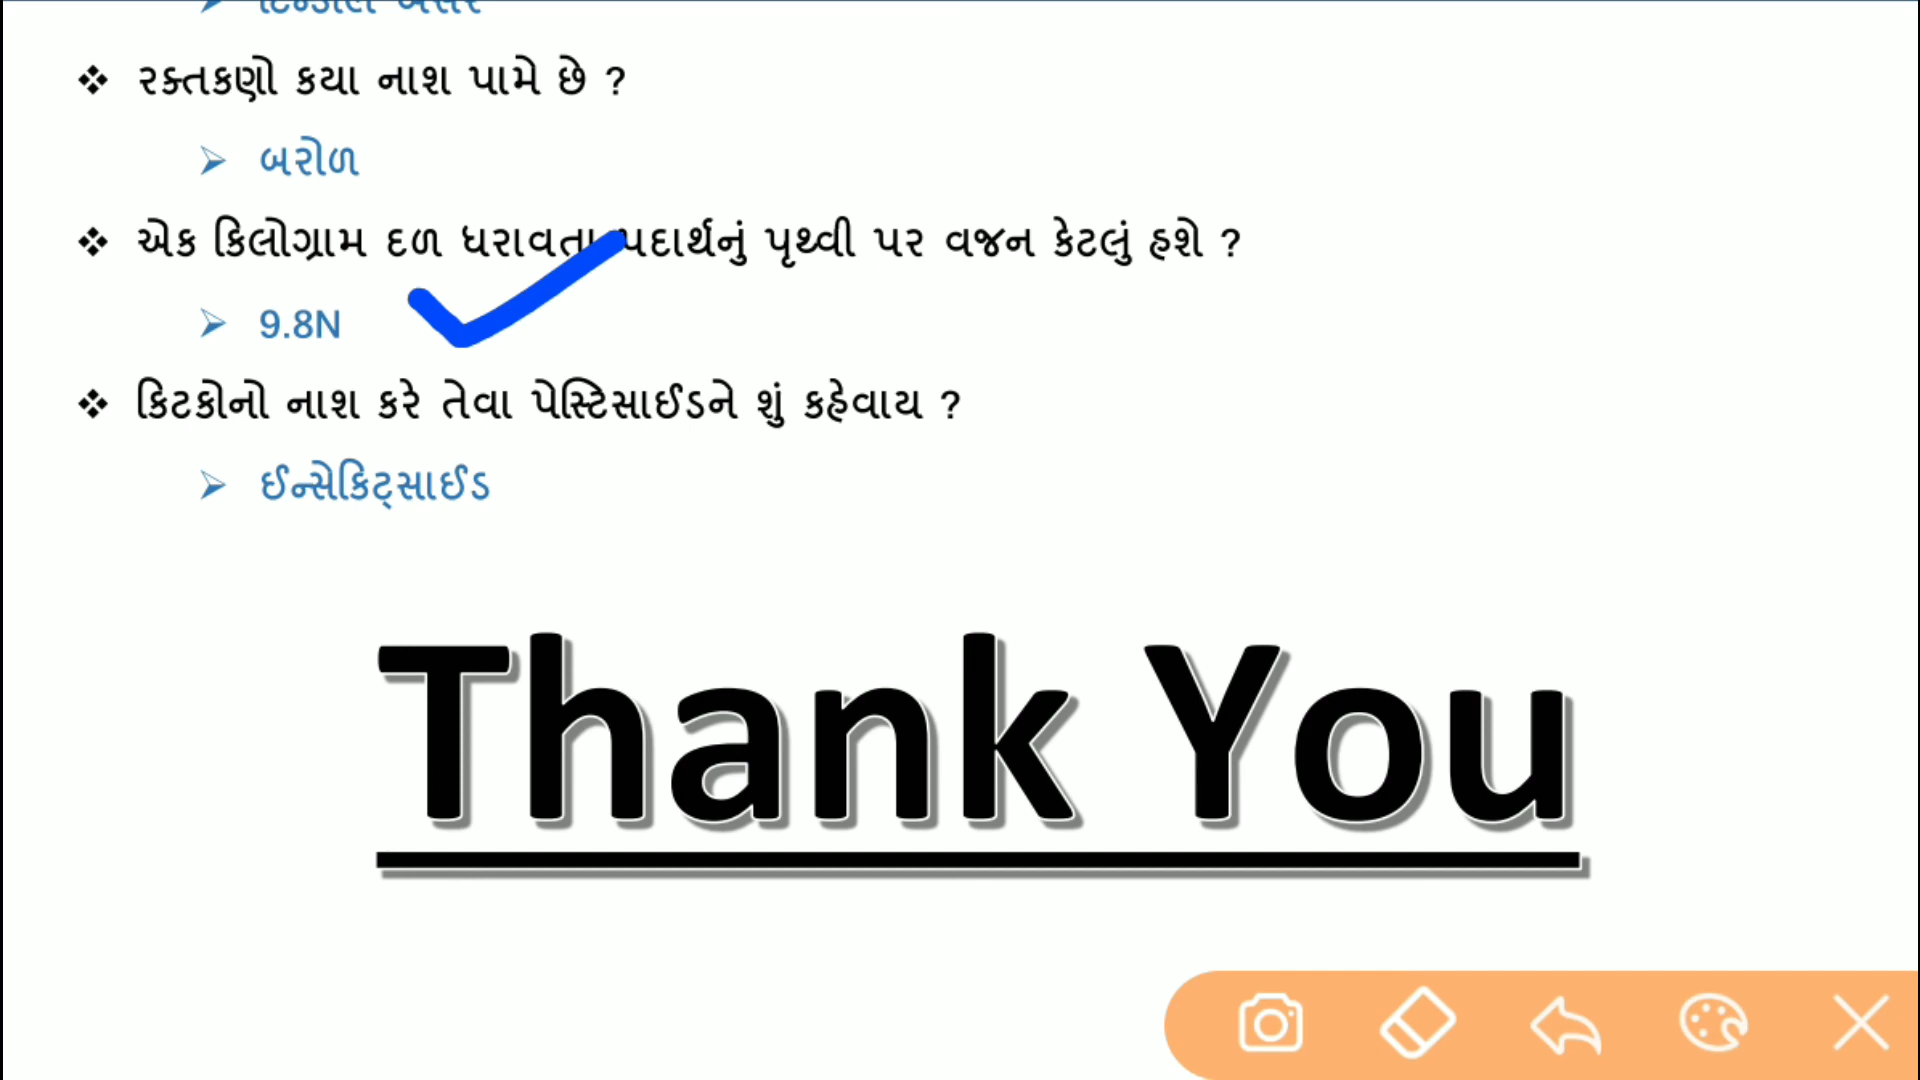 રક્તકણો કયા નાશ પામે છે ?
બરોળ
એક કિલોગ્રામ દળ ધરાવતા પદાર્થનું પૃથ્વી પર વજન કેટલું હશે ?
9.8N
કિટકોનો નાશ કરે તેવા પેસ્ટિસાઈડને શું કહેવાય ?
ઈન્સેકિટ્સાઈડ
Thank You